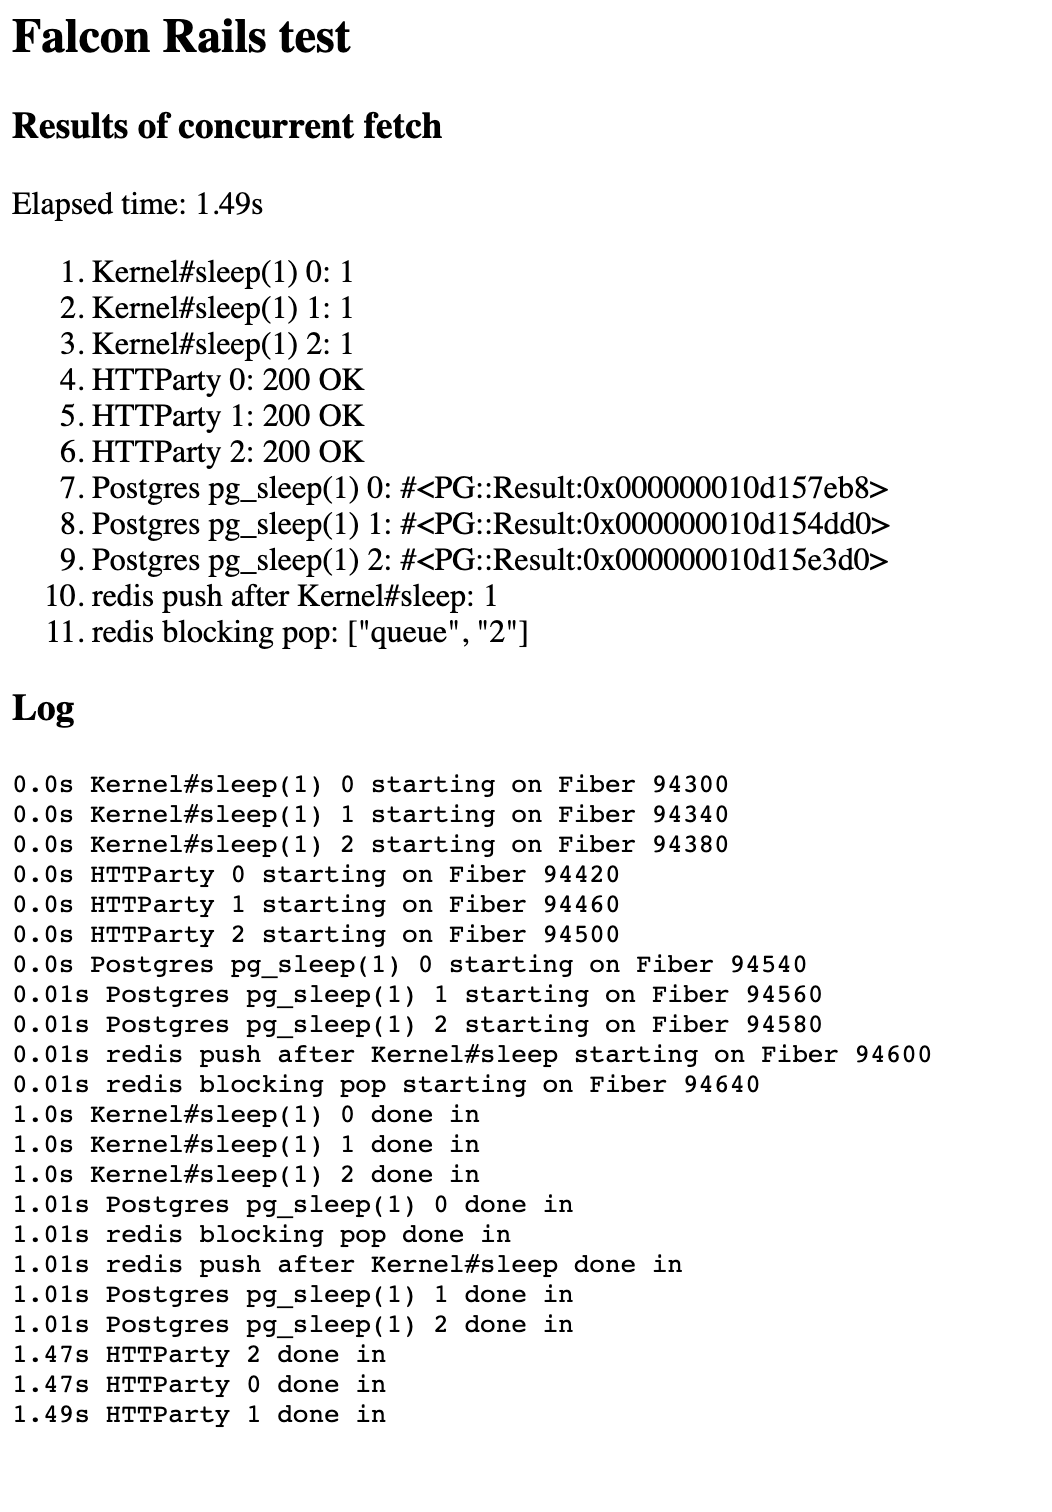 Falcon Rails test
Results of concurrent fetch
Elapsed time: 1.49s
1. Kernel#sleep(1) 0: 1
2. Kernel#sleep(1) 1: 1
3. Kernel#sleep(1) 2: 1
4. HTTParty 0: 200 OK
5. HTTParty 1: 200 OK
6. HTTParty 2: 200 OK
7. Postgres pg_sleep(1) 0: #<PG::Result:0x000000010d157eb8>
8. Postgres pg_sleep(1) 1: #<PG::Result:0x000000010d154dd0>
9. Postgres pg_sleep(1) 2: #<PG::Result:0x000000010d15e3d0>
10. redis push after Kernel#sleep: 1
11. redis blocking pop: ["queue", "2"]
Log
0.0s Kernel#sleep(1) 0 starting on Fiber 94300
0.0s Kernel#sleep(1) 1 starting on Fiber 94340
0.0s Kernel#sleep(1) 2 starting on Fiber 94380
0.0s HTTParty 0 starting on Fiber 94420
0.0s HTTParty 1 starting on Fiber 94460
0.0s HTTParty 2 starting on Fiber 94500
0.0s Postgres pg_sleep(1) 0 starting on Fiber 94540
0.01s Postgres pg_sleep(1) 1 starting on Fiber 94560
0.01s Postgres pg_sleep(1) 2 starting on Fiber 94580
0.01s redis push after Kernel#sleep starting on Fiber 94600
0.01s redis blocking pop starting on Fiber 94640
1.0s Kernel#sleep(1) 0 done in
1.0s Kernel#sleep(1) 1 done in
1.0s Kernel#sleep(1) 2 done in
1.01s Postgres pg_sleep(1) 0 done in
1.01s redis blocking pop done in
1.01s redis push after Kernel#sleep done in
1.01s Postgres pg_sleep(1) 1 done in
1.01s Postgres pg_sleep(1) 2 done in
1.47s HTTParty 2 done in
1.47s HTTParty 0 done in
1.49s HTTParty 1 done in